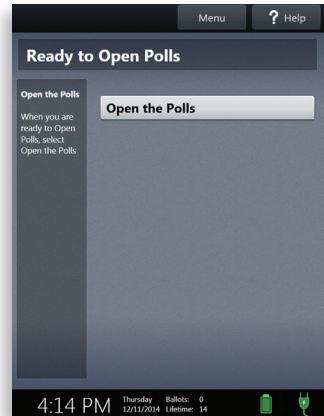 Menu
? Help
Ready to Open Polls
Open the Polls
When you are
ready to Open
Polls, select
Open the Polls
Open the Polls
4:14 PM
Thursday Ballots: 0
12/11/2014 Lifetime: 14